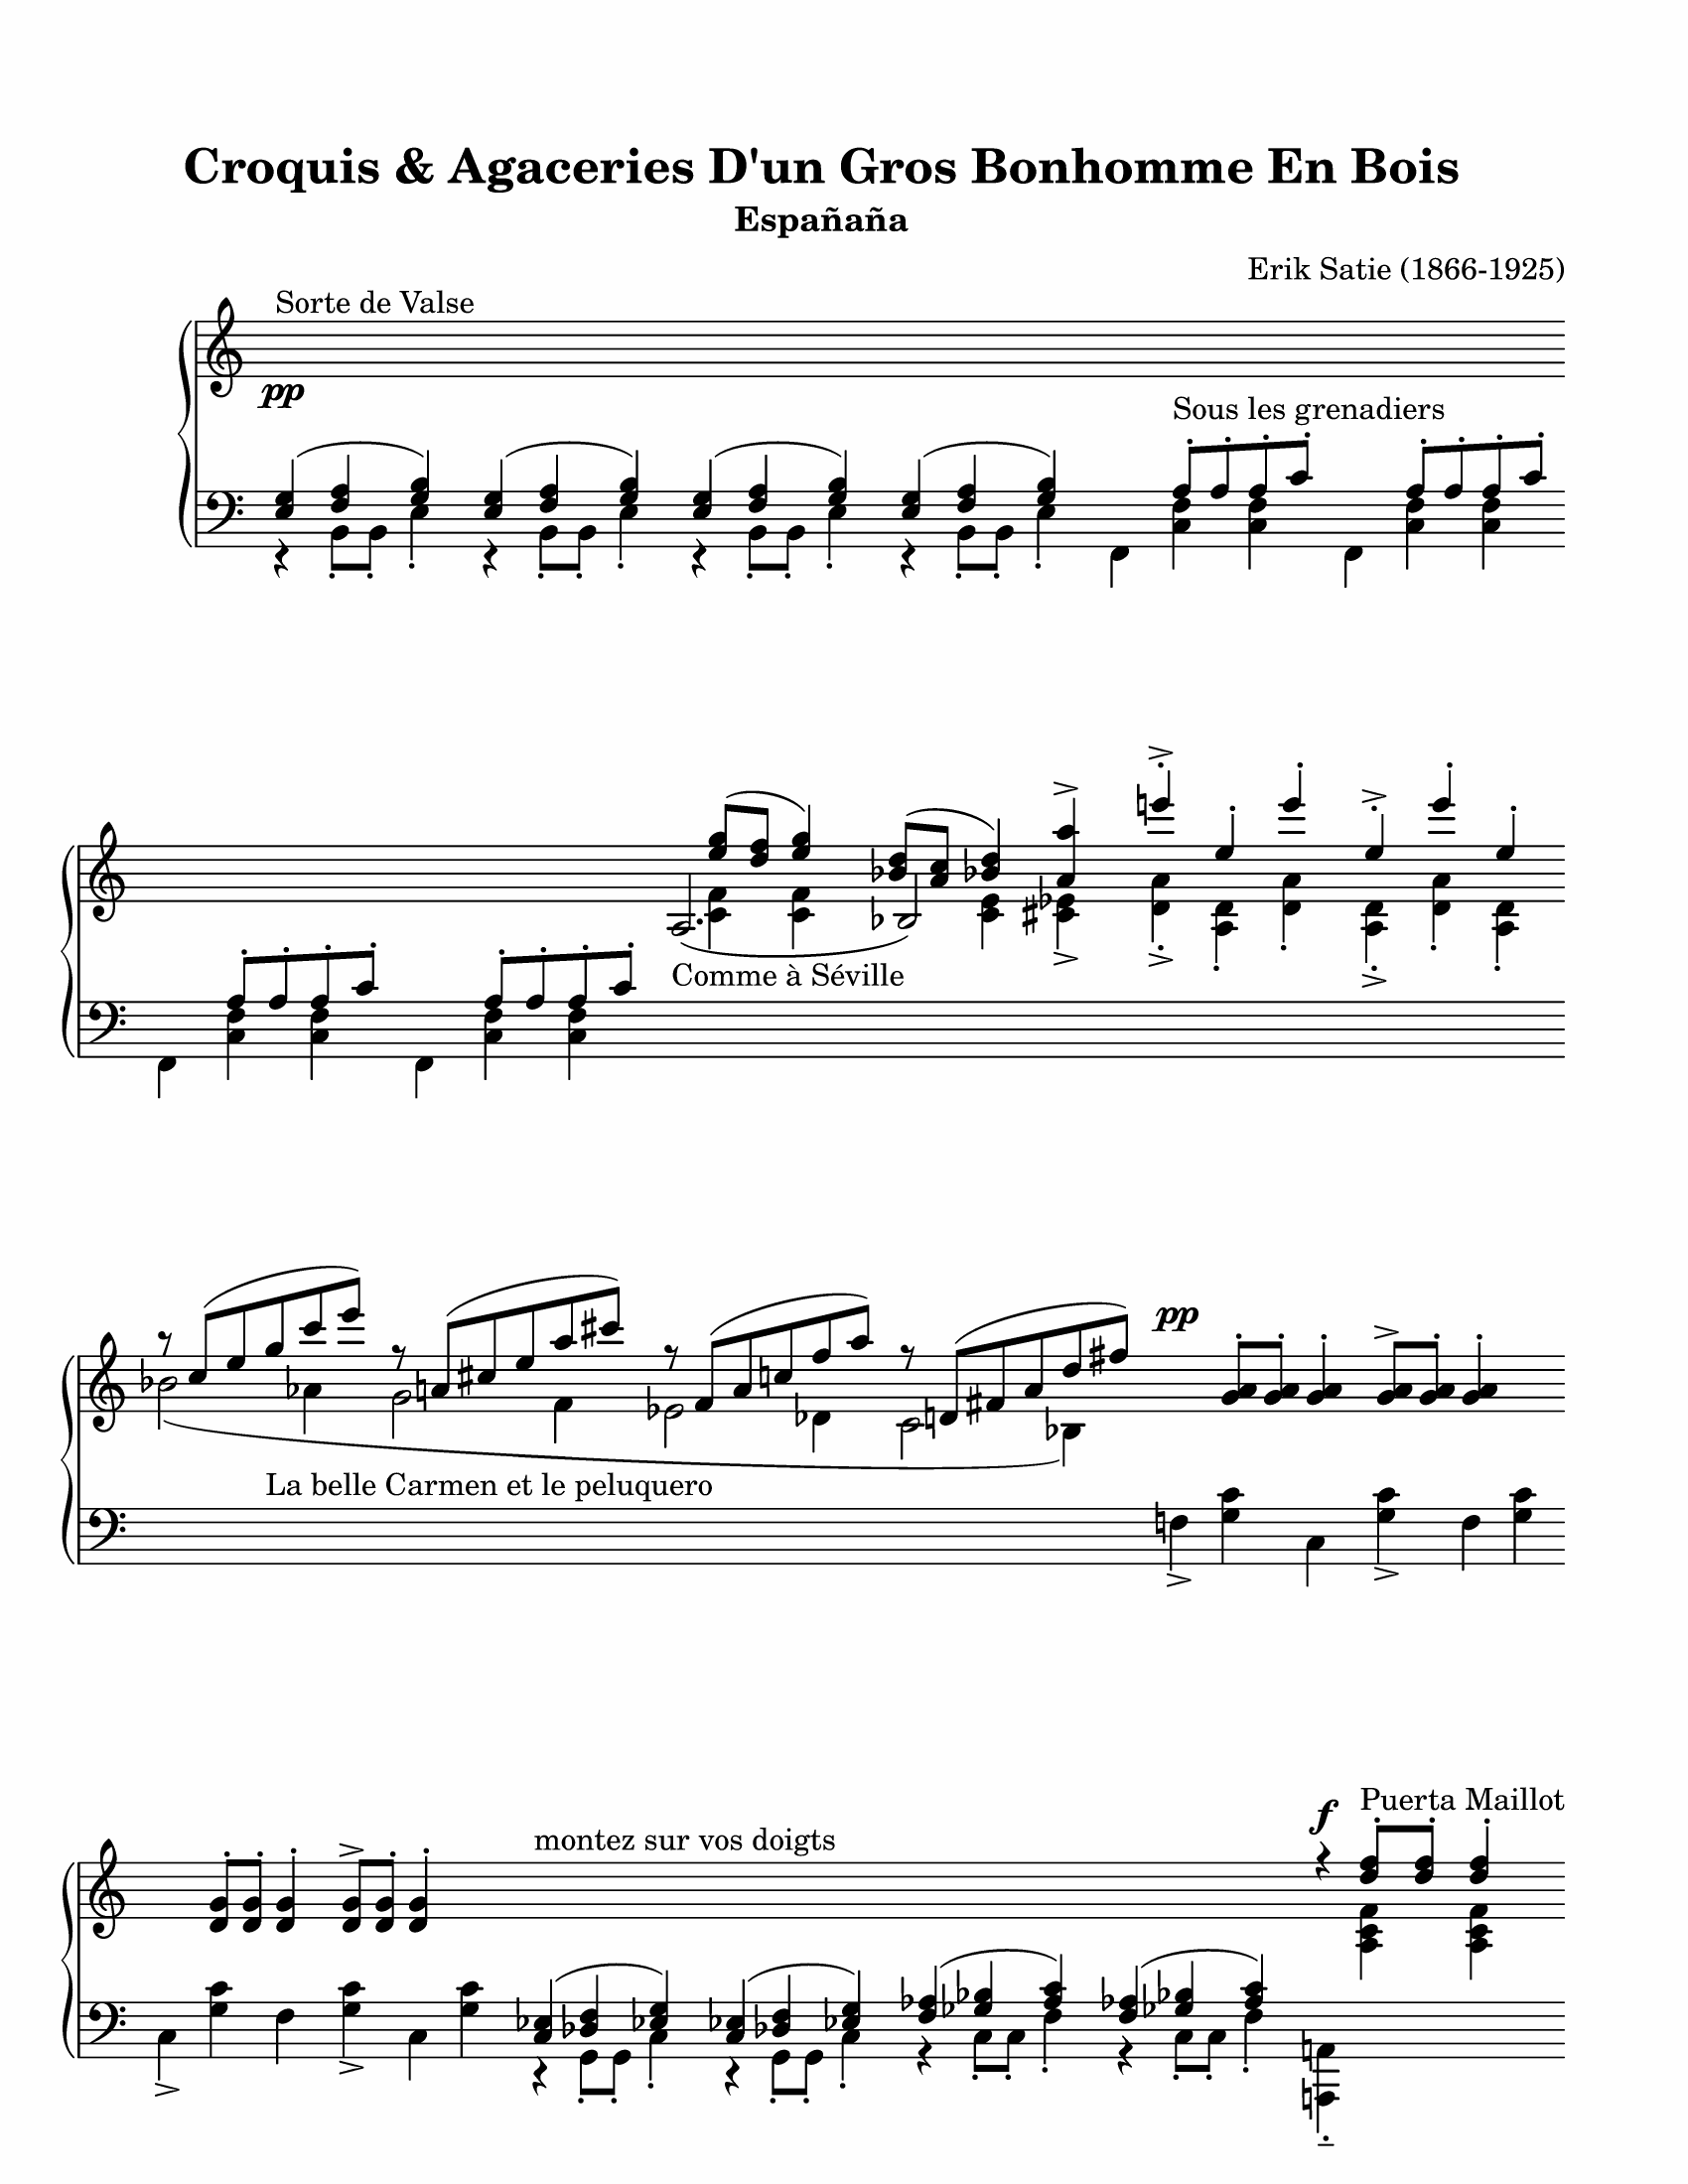 Croquis & Agaceries D'un Gros Bonhomme En Bois
Españaña
Erik Satie (1866-1925)
Sorte de Valse
pp
Sous les grenadiers
Comme à Séville
pp
La belle Carmen et le peluquero
f
Puerta Maillot
montez sur vos doigts